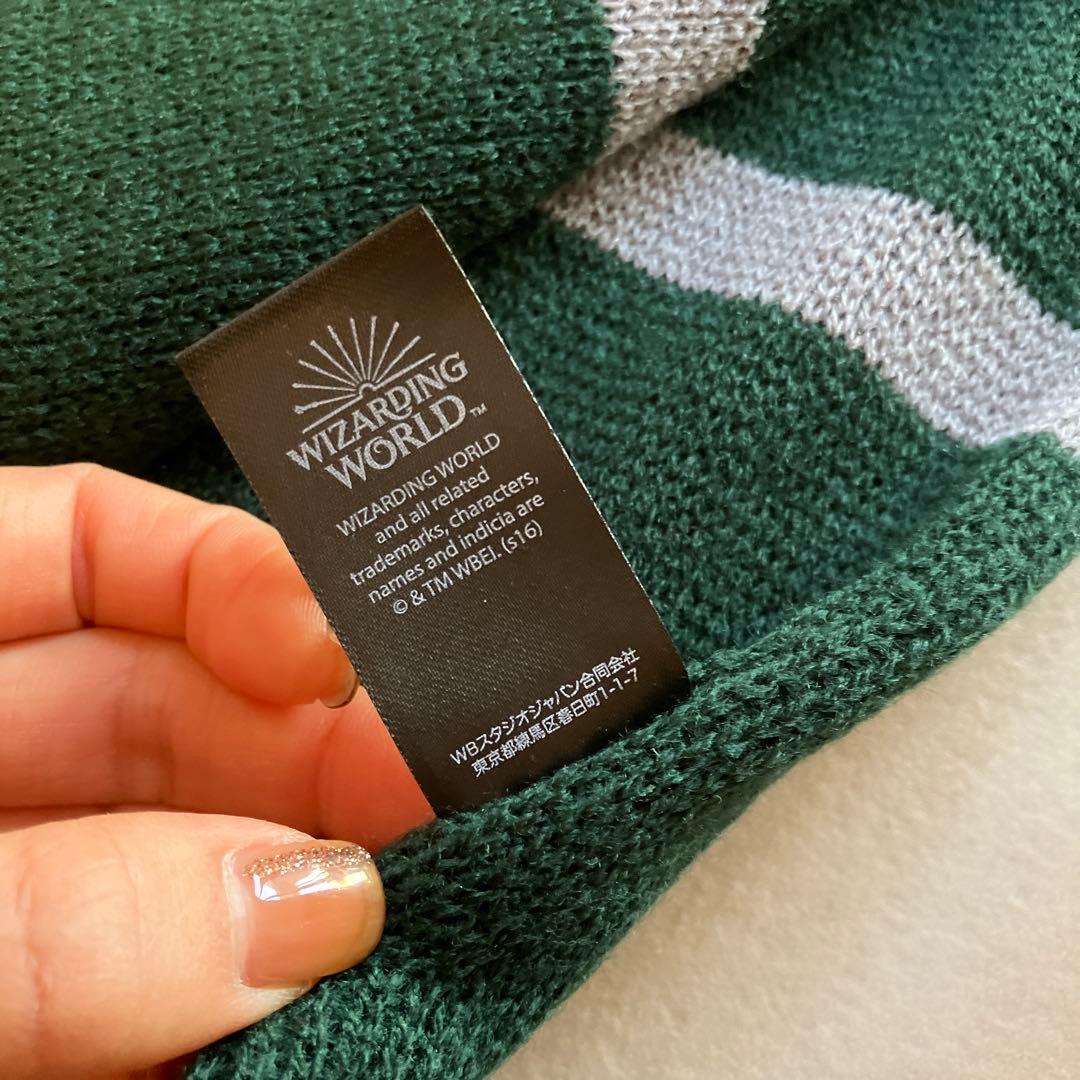 WIZARDING
WORLD™
WIZARDING WORLD
and all related
trademarks, characters,
names and indicia are
© & TM WBEI. (s16)
WBスタジオジャパン合同会社
東京都練馬区春日町1-1-7